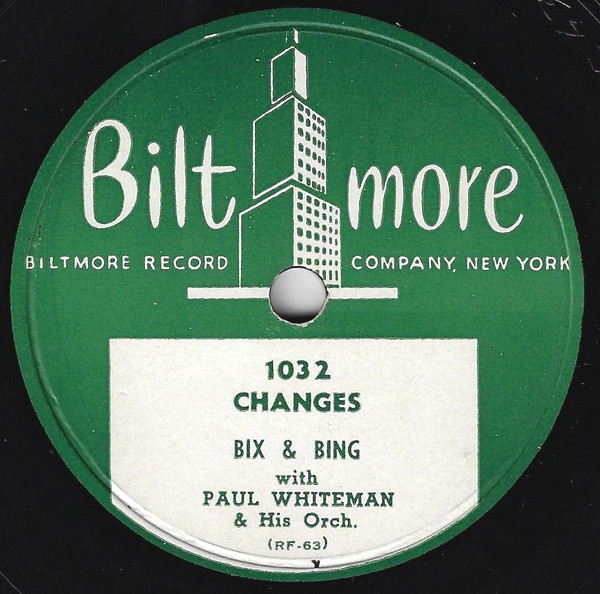 Biltmore
BILTMORE RECORD COMPANY, NEW YORK
1032
CHANGES
BIX & BING
with
PAUL WHITEMAN
& His Orch.
(RF-63)